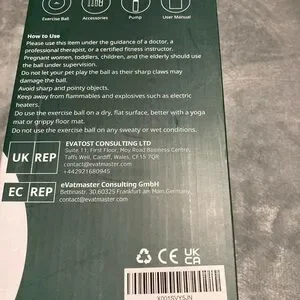 Exercise Ball Accessories Pump User Manual
How to Use
Please use this item under the guidance of a doctor, a
professional therapist, or a certified fitness instructor.
Pregnant women, toddlers, children, and the elderly should use
the ball under supervision.
Do not let your pet play the ball as their sharp claws may
damage the ball.
Avoid sharp and pointy objects.
Keep away from flammables and explosives such as electric
heaters.
Do use the exercise ball on a dry, flat surface, better with a yoga
mat or grippy floor mat.
Do not use the exercise ball on any sweaty or wet conditions.
UK REP
EVATOST CONSULTING LTD
Suite 11, First Floor, Moy Road Business Centre,
Taffs Well, Cardiff, Wales, CF15 7QR
contact@evatmaster.com
+442921680945
EC REP
eVatmaster Consulting GmbH
Bettinastr. 30,60325 Frankfurt am Main,Germany
contact@evatmaster.com
CE UK
CA
X001SVYSJN